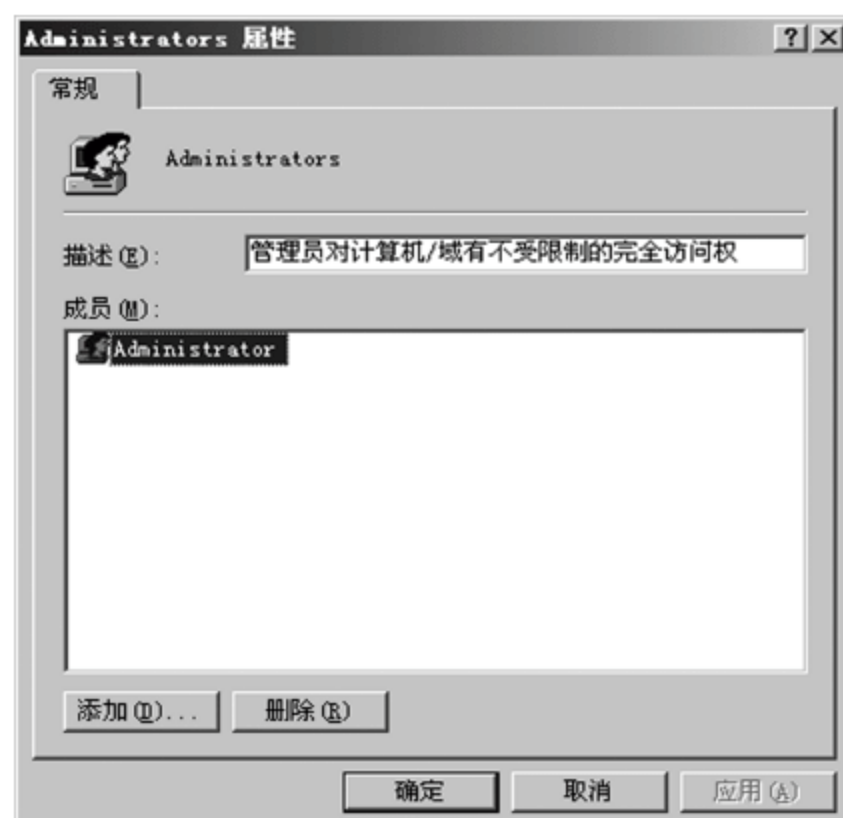 Administrators 属性
常规
Administrators
描述(E):
管理员对计算机/域有不受限制的完全访问权
成员(M):
Administrator
添加(D)... 删除(R)
确定 取消 应用(A)